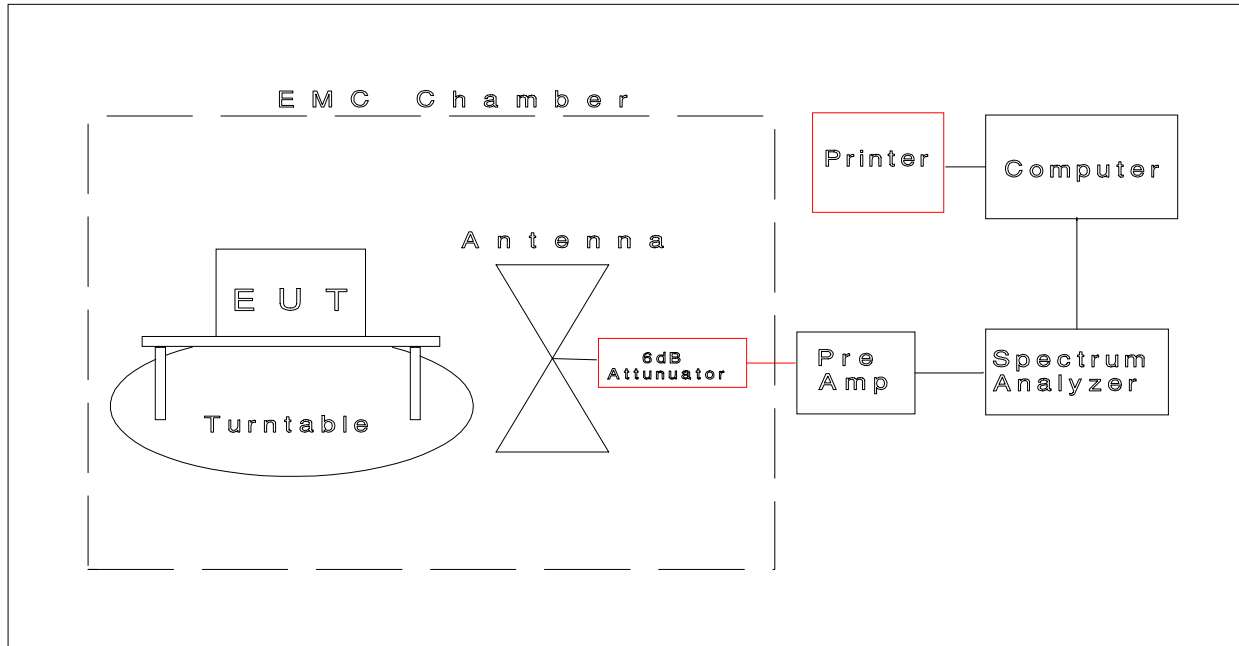 EMC Chamber
Printer
Computer
Antenna
EUT
6dB
Attunuator
Pre
Amp
Spectrum
Analyzer
Turntable